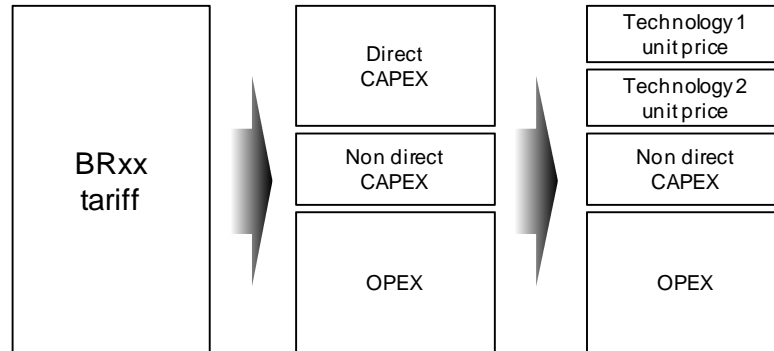 BRxx
tariff
Direct
CAPEX
Non direct
CAPEX
OPEX
Technology 1
unit price
Technology 2
unit price
Non direct
CAPEX
OPEX